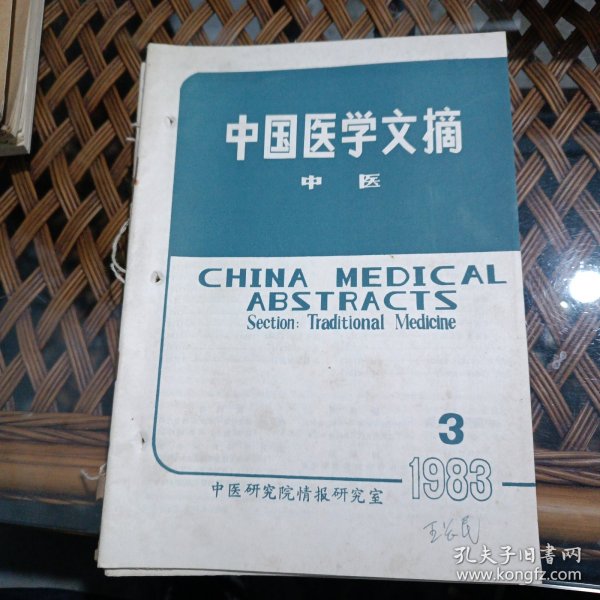 中国医学文摘
中医
CHINA MEDICAL
ABSTRACTS
Section: Traditional Medicine
3
1983
中医研究院情报研究室
孔夫子旧书网
www.kongfz.com